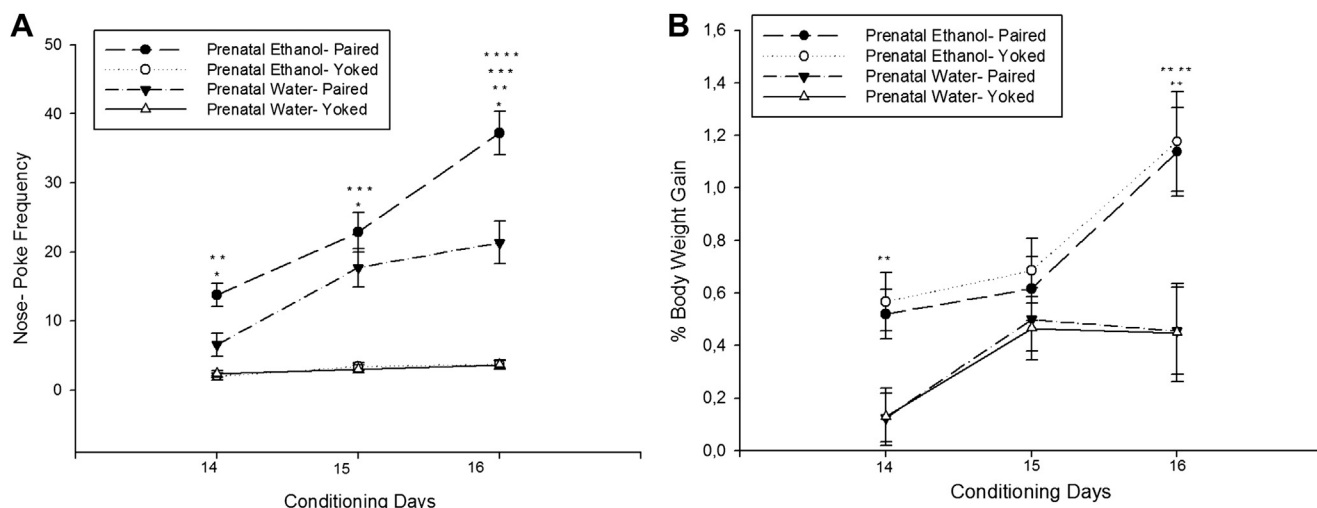 A
50
40
30
20
10
0
Nose- Poke Frequency
Prenatal Ethanol- Paired
Prenatal Ethanol- Yoked
Prenatal Water- Paired
Prenatal Water- Yoked
* *
*
* * *
*
* * * *
* * *
* *
*
14
15
16
Conditioning Days
B
1,6
1,4
1,2
1,0
0,8
0,6
0,4
0,2
0,0
% Body Weight Gain
Prenatal Ethanol- Paired
Prenatal Ethanol- Yoked
Prenatal Water- Paired
Prenatal Water- Yoked
**
** **
**
14
15
16
Conditioning Days